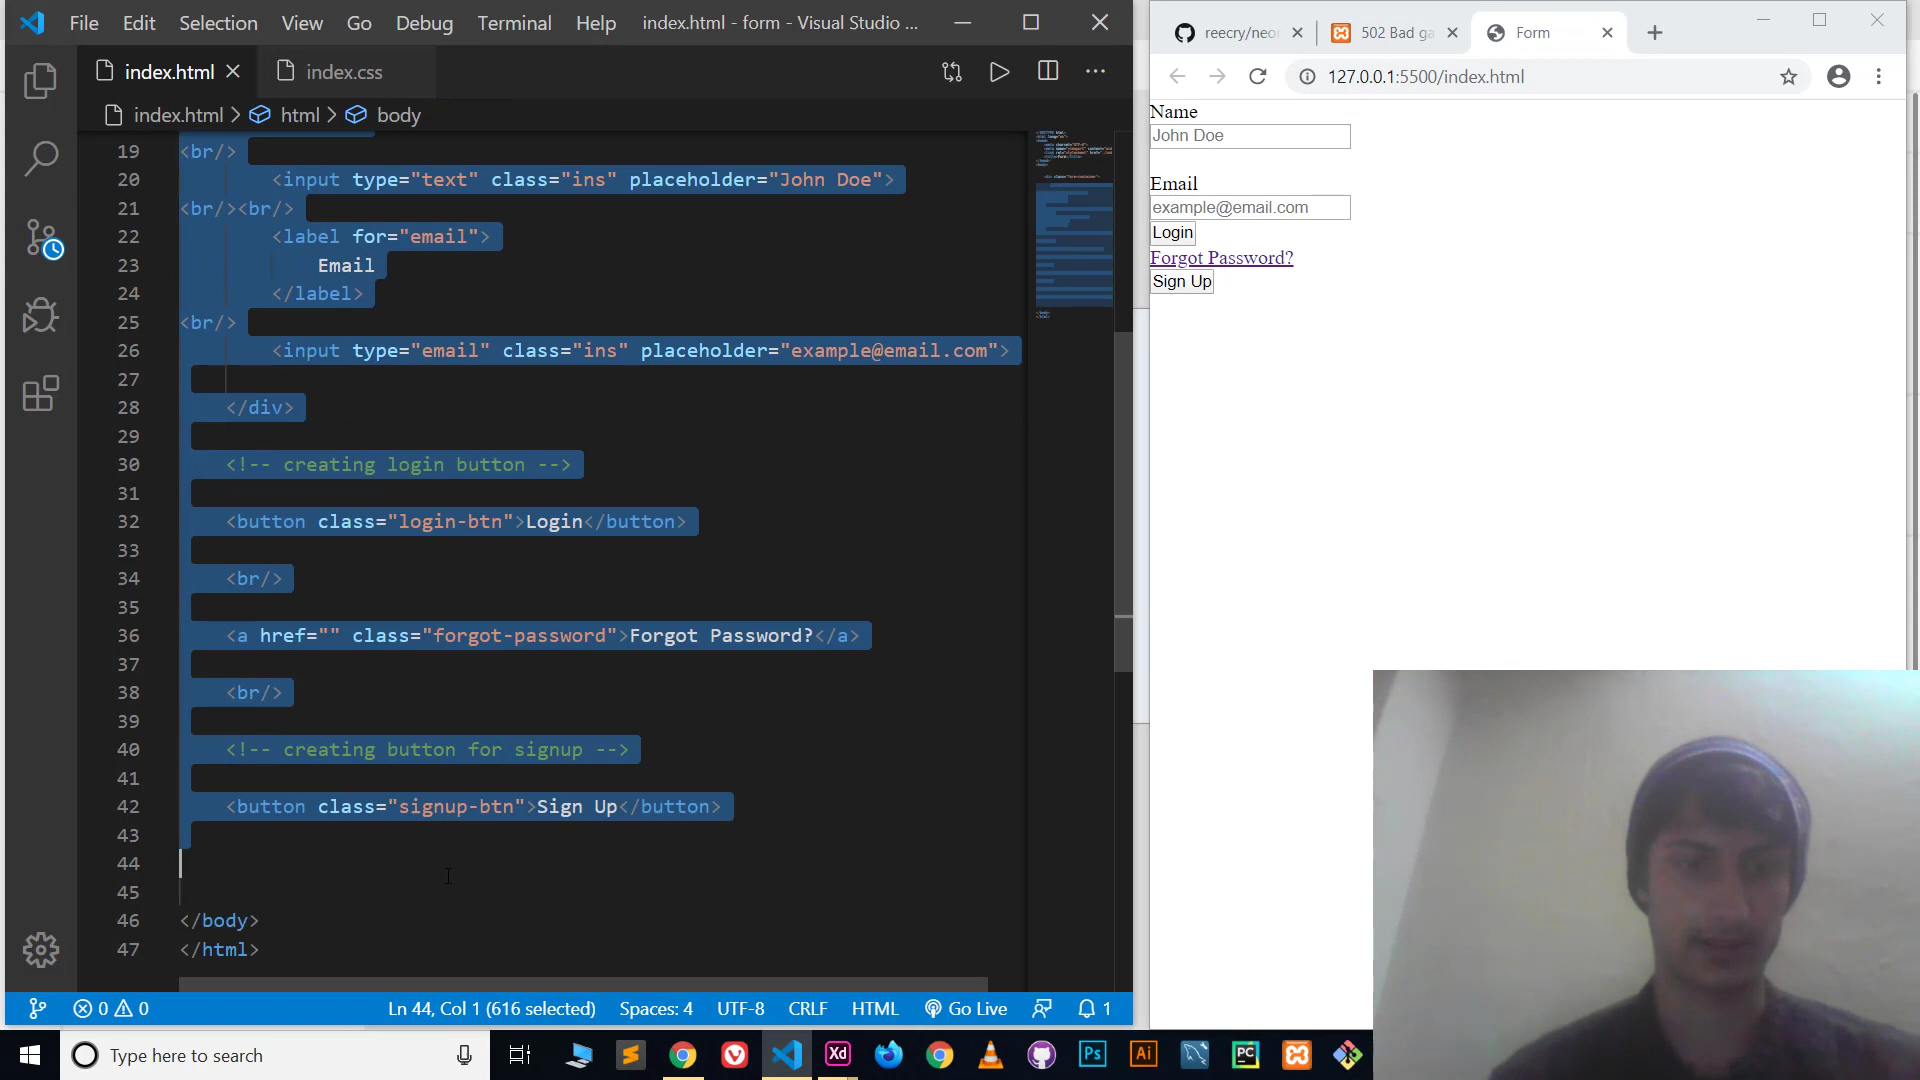 File Edit Selection View Go Debug Terminal Help index.html - form - Visual Studio ...
index.html index.css
index.html > html > body
19 <br/>
20 <input type="text" class="ins" placeholder="John Doe">
21 <br/><br/>
22 <label for="email">
23 Email
24 </label>
25 <br/>
26 <input type="email" class="ins" placeholder="example@email.com">
27
28 </div>
29
30 <!-- creating login button -->
31
32 <button class="login-btn">Login</button>
33
34 <br/>
35
36 <a href="" class="forgot-password">Forgot Password?</a>
37
38 <br/>
39
40 <!-- creating button for signup -->
41
42 <button class="signup-btn">Sign Up</button>
43
44
45
46 </body>
47 </html>
0 0 Ln 44, Col 1 (616 selected) Spaces: 4 UTF-8 CRLF HTML Go Live 1
reecry/neo 502 Bad ga Form
127.0.0.1:5500/index.html
Name
John Doe
Email
example@email.com
Login
Forgot Password?
Sign Up
Type here to search
Xd Ps Ai PC